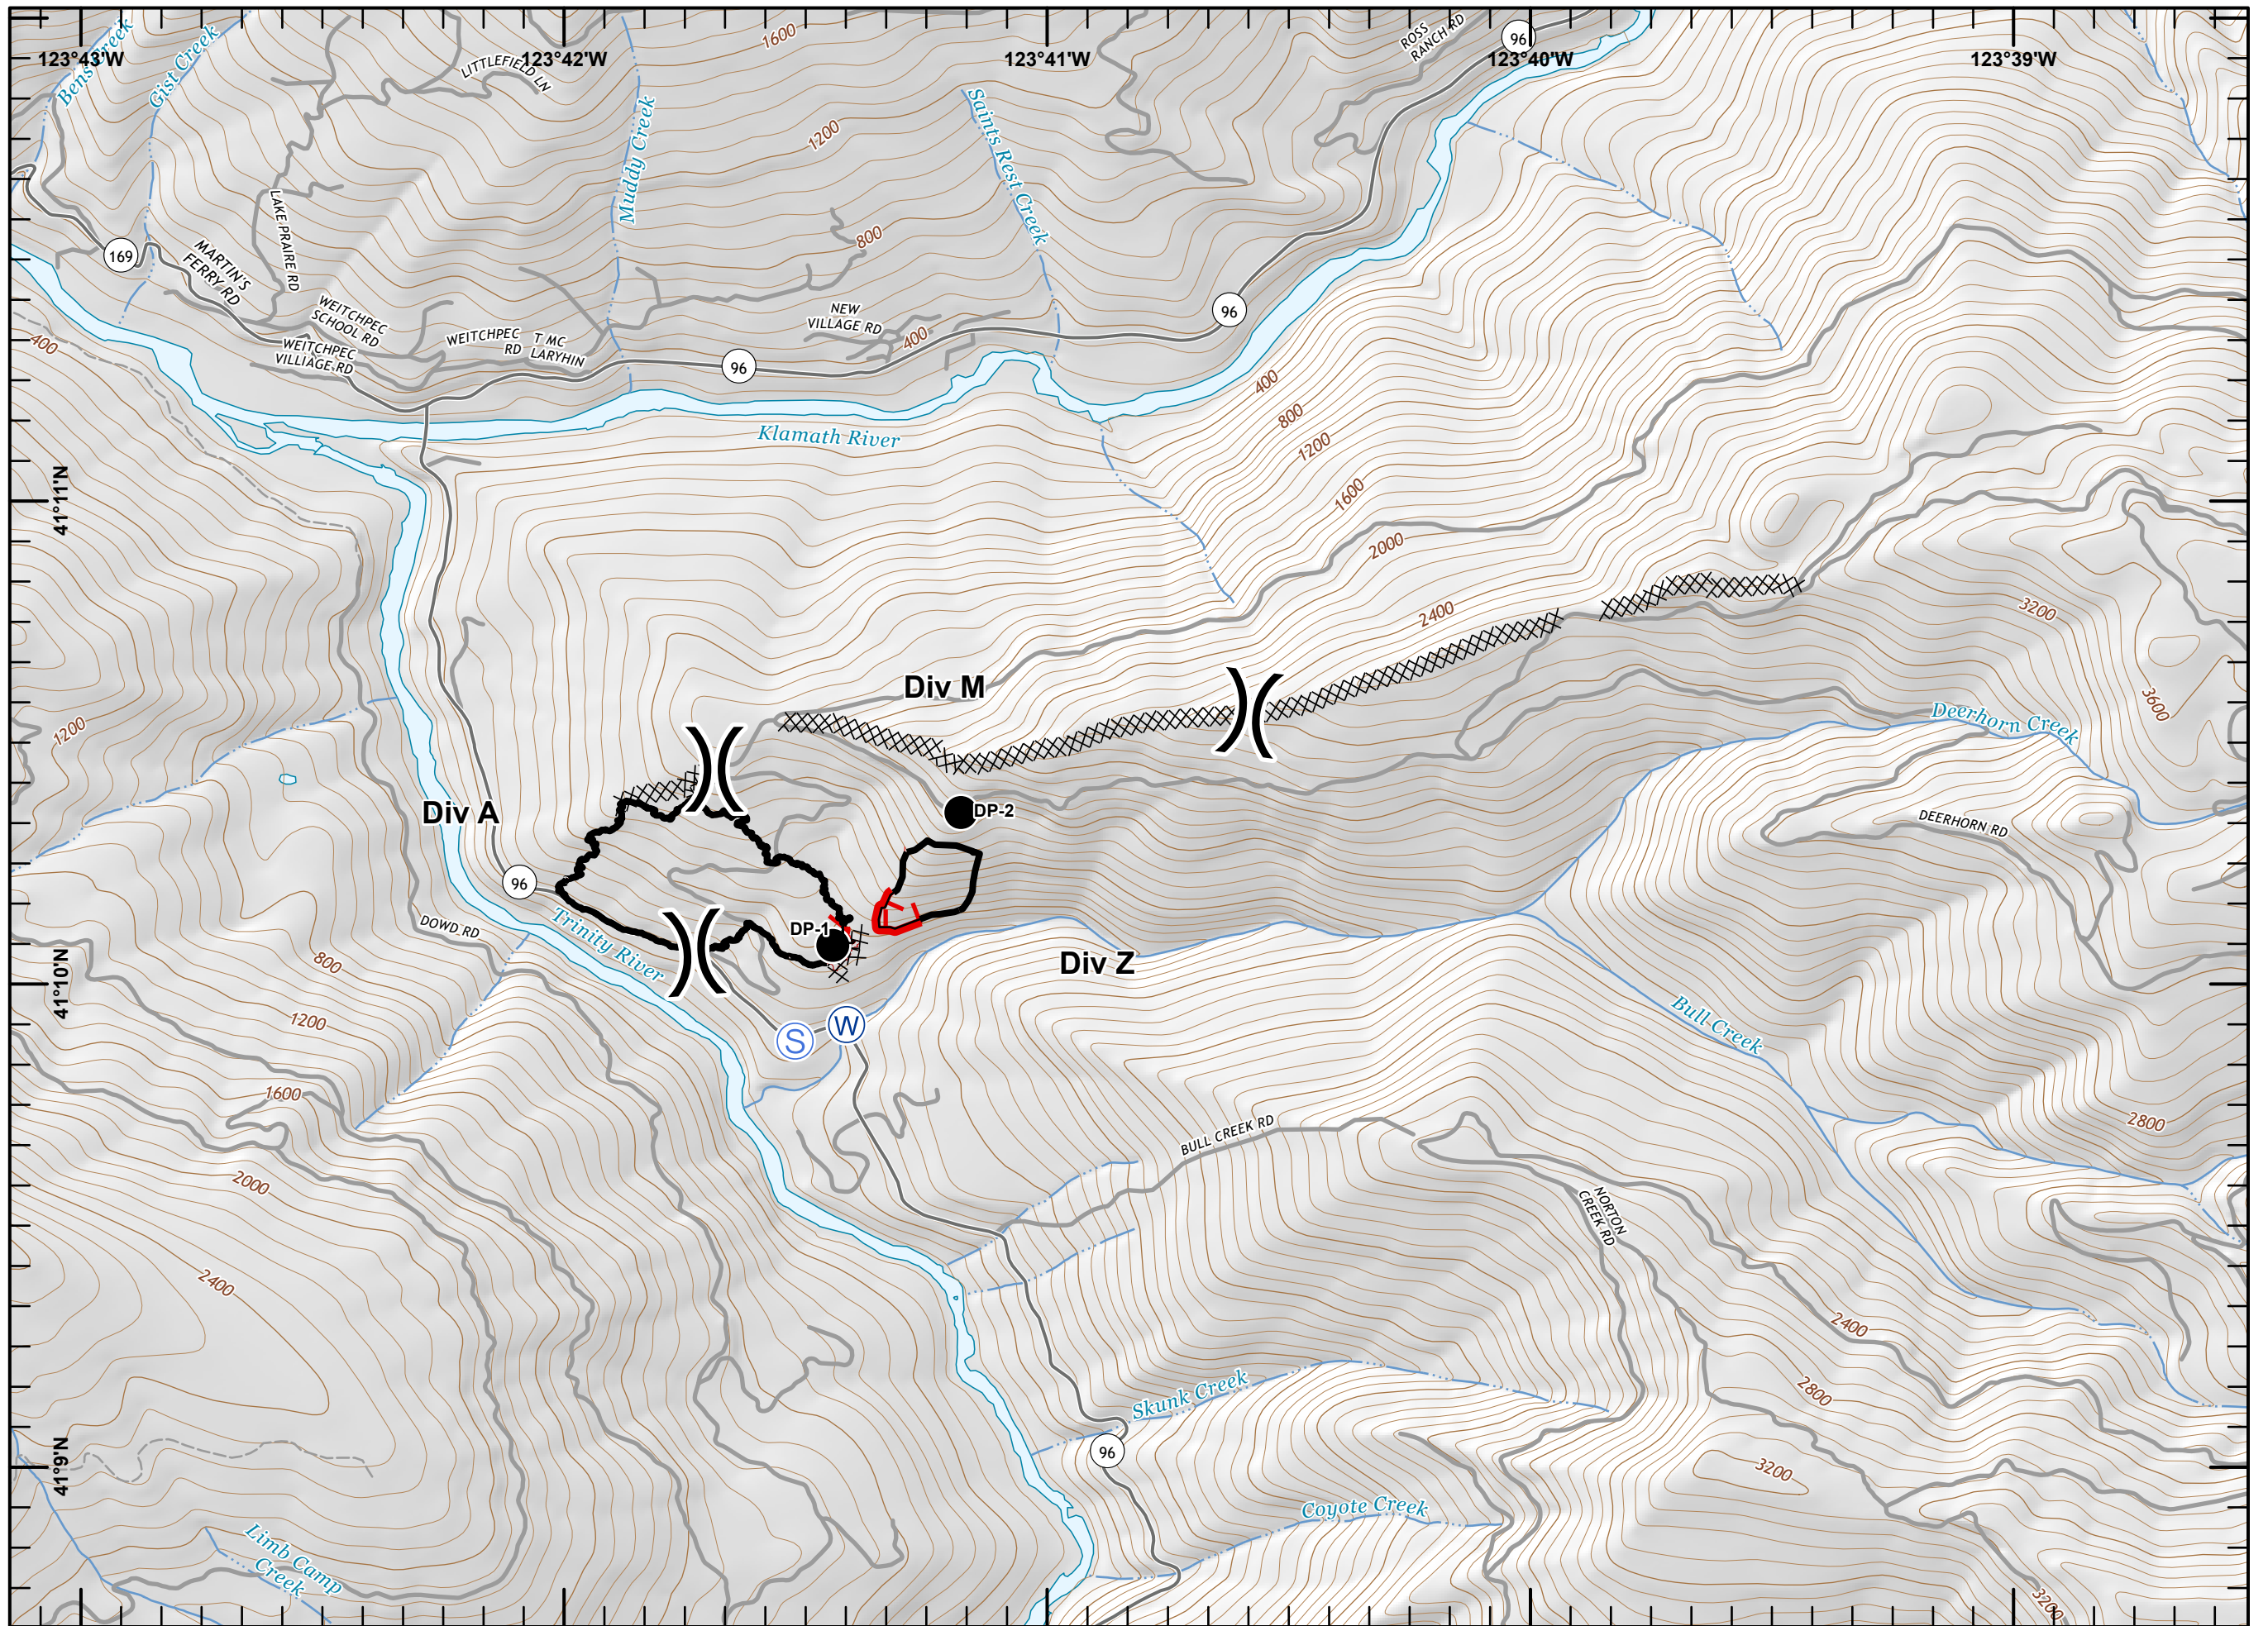 1600
96
ROSS
RANCH RD
123°43'W
123°42'W
123°41'W
123°40'W
123°39'W
Bens Creek
Gist Creek
LITTLEFIELD LN
Muddy Creek
1200
Saints Rest Creek
LAKE PRAIRE RD
800
169
MARTIN'S
FERRY RD
WEITCHPEC
SCHOOL RD
WEITCHPEC
VILLIAGE RD
WEITCHPEC
RD
T MC
LARYHIN
NEW
VILLAGE RD
400
96
96
400
400
800
1200
1600
2000
2400
Klamath River
41°11'N
3200
3600
1200
Div M
Deerhorn Creek
Div A
DP-2
DEERHORN RD
96
Trinity River
DOWD RD
DP-1
Div Z
800
41°10'N
1200
S
W
Bull Creek
1600
2800
BULL CREEK RD
2000
NORTON
CREEK RD
2400
2400
2800
Skunk Creek
96
41°9'N
3200
Coyote Creek
Limb Camp
Creek
3200